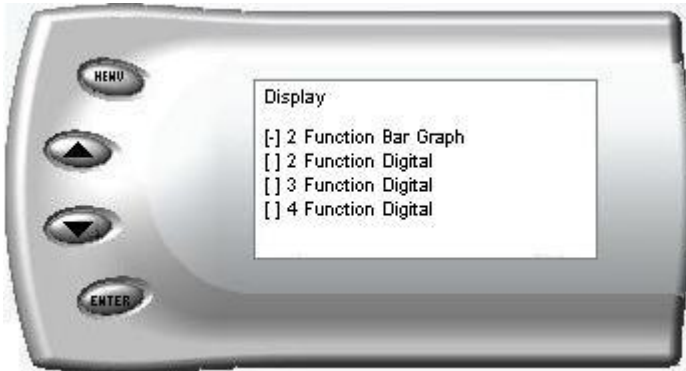 MENU
Display
[-] 2 Function Bar Graph
[ ] 2 Function Digital
[ ] 3 Function Digital
[ ] 4 Function Digital
ENTER